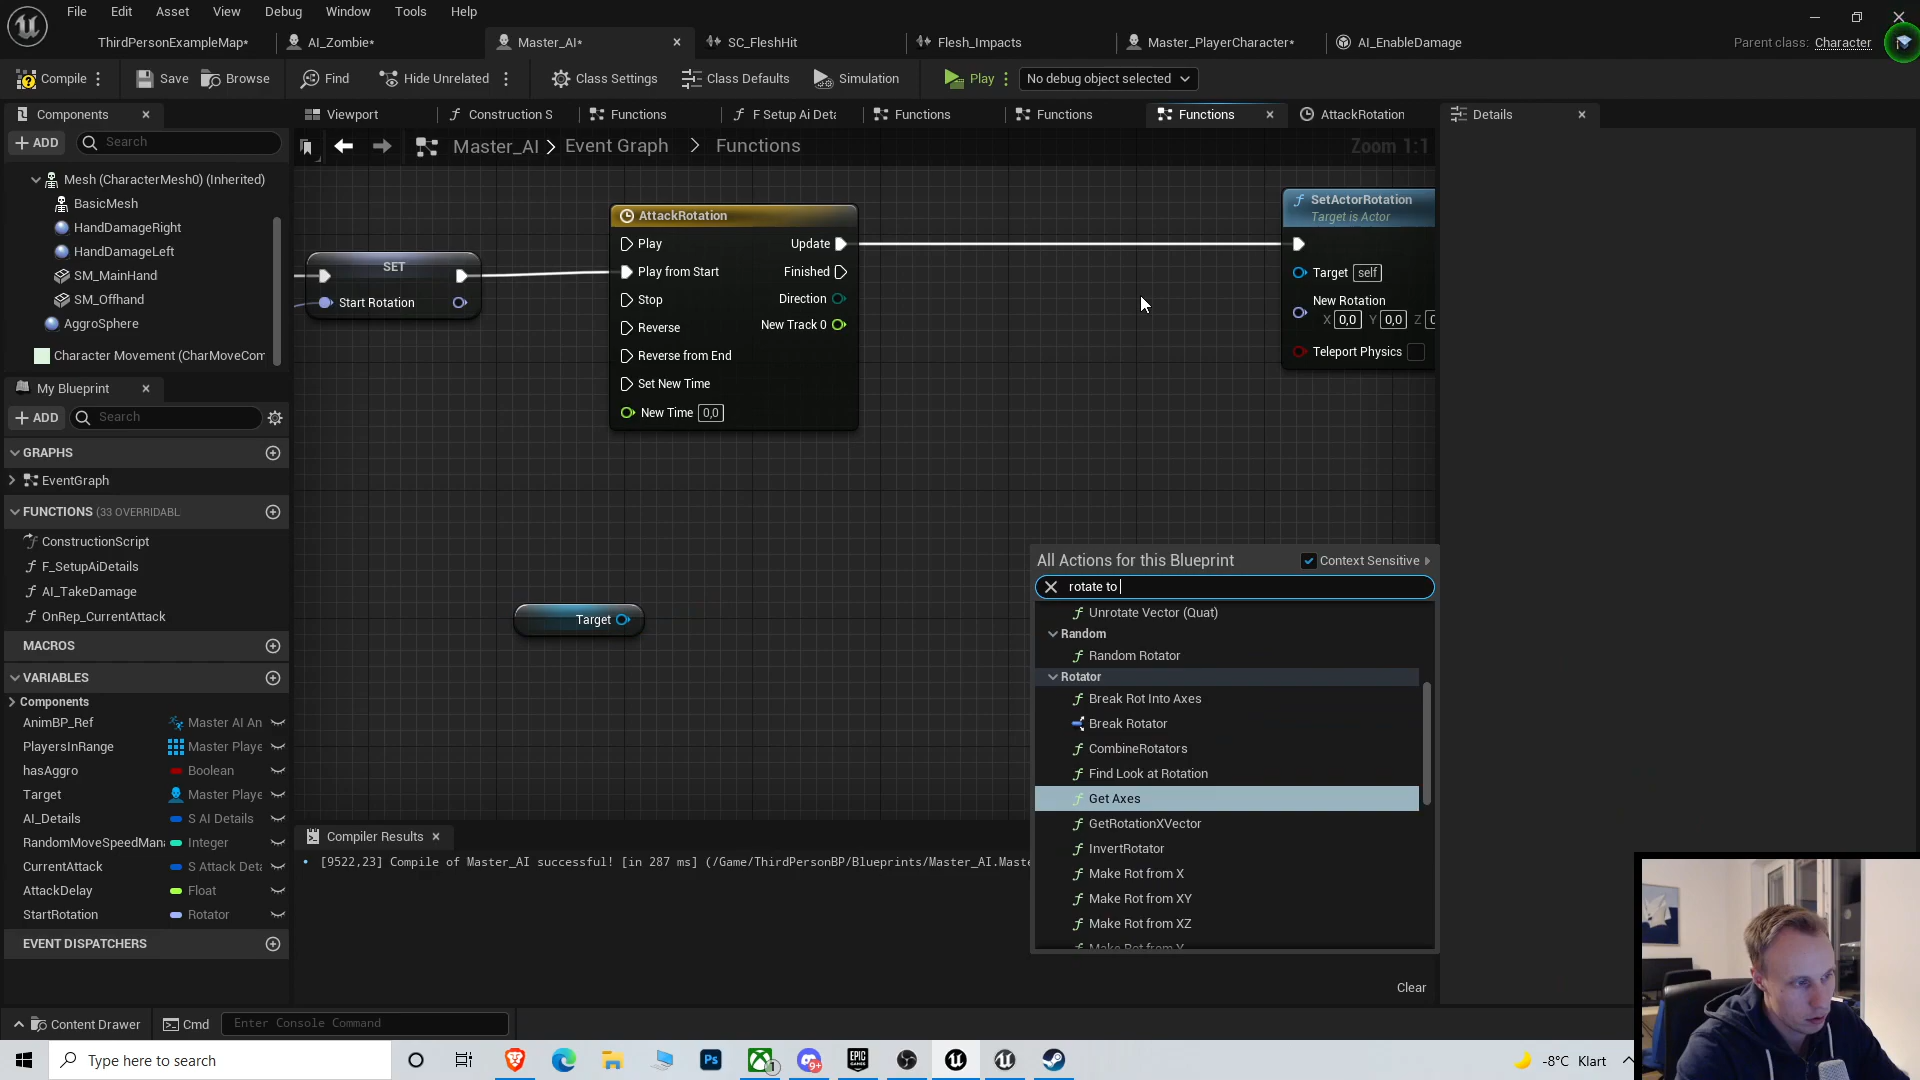 File Edit Asset View Debug Window Tools Help
ThirdPersonExampleMap* AI_Zombie* Master_AI* SC_FleshHit Flesh_Impacts Master_PlayerCharacter* AI_EnableDamage Parent class: Character
Compile Save Browse Find Hide Unrelated Class Settings Class Defaults Simulation Play No debug object selected
Components Viewport Construction S Functions F Setup Ai Deta Functions Functions Functions AttackRotation Details
ADD Search Master_AI > Event Graph > Functions Zoom 1:1
Mesh (CharacterMesh0) (Inherited)
BasicMesh
HandDamageRight
HandDamageLeft
SM_MainHand
SM_Offhand
AggroSphere
Character Movement (CharMoveCom
SET
Start Rotation
AttackRotation
Play Update
Play from Start Finished
Stop Direction
Reverse New Track 0
Reverse from End
Set New Time
New Time 0,0
SetActorRotation
Target is Actor
Target self
New Rotation
X 0,0 Y 0,0 Z 0
Teleport Physics
Target
My Blueprint
ADD Search
GRAPHS
EventGraph
FUNCTIONS (33 OVERRIDABL
ConstructionScript
F_SetupAiDetails
AI_TakeDamage
OnRep_CurrentAttack
MACROS
VARIABLES
Components
AnimBP_Ref Master AI An
PlayersInRange Master Playe
hasAggro Boolean
Target Master Playe
AI_Details S AI Details
RandomMoveSpeedMana Integer
CurrentAttack S Attack Deta
AttackDelay Float
StartRotation Rotator
EVENT DISPATCHERS
All Actions for this Blueprint Context Sensitive
rotate to
Unrotate Vector (Quat)
Random
Random Rotator
Rotator
Break Rot Into Axes
Break Rotator
CombineRotators
Find Look at Rotation
Get Axes
GetRotationXVector
InvertRotator
Make Rot from X
Make Rot from XY
Make Rot from XZ
Make Rot from Y
Compiler Results
[9522,23] Compile of Master_AI successful! [in 287 ms] (/Game/ThirdPersonBP/Blueprints/Master_AI.Maste
Clear
Content Drawer Cmd Enter Console Command
Type here to search Ps EPIC GAMES -8°C Klart